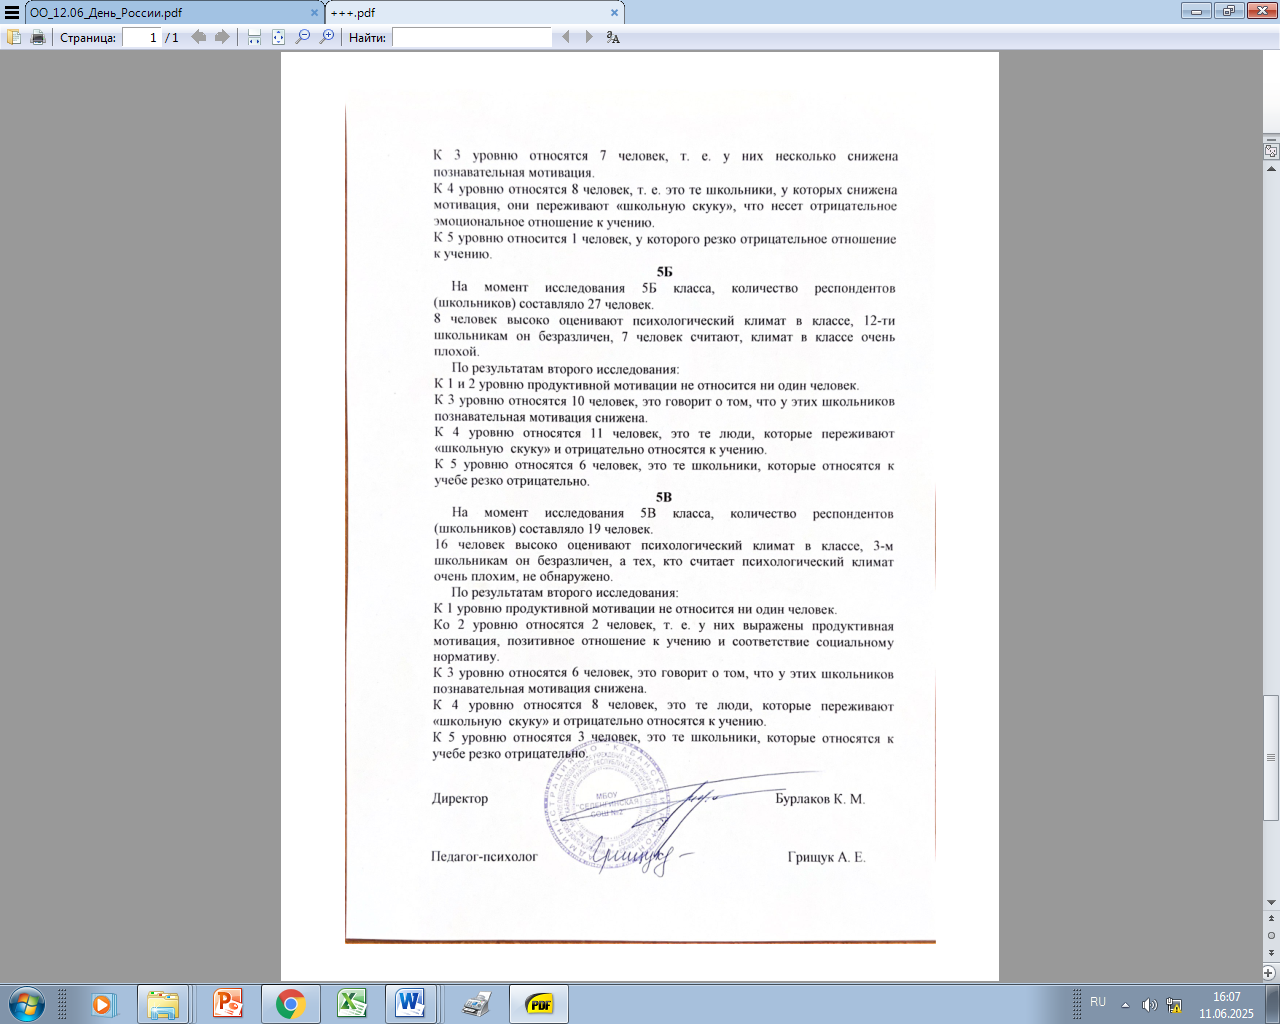 ОО_12.06_День_России.pdf
+++.pdf
Страница: 1 / 1 Найти:
К 3 уровню относятся 7 человек, т. е. у них несколько снижена
познавательная мотивация.
К 4 уровню относятся 8 человек, т. е. это те школьники, у которых снижена
мотивация, они переживают «школьную скуку», что несет отрицательное
эмоциональное отношение к учению.
К 5 уровню относится 1 человек, у которого резко отрицательное отношение
к учению.
5Б
На момент исследования 5Б класса, количество респондентов
(школьников) составляло 27 человек.
8 человек высоко оценивают психологический климат в классе, 12-ти
школьникам он безразличен, 7 человек считают, климат в классе очень
плохой.
По результатам второго исследования:
К 1 и 2 уровню продуктивной мотивации не относится ни один человек.
К 3 уровню относятся 10 человек, это говорит о том, что у этих школьников
познавательная мотивация снижена.
К 4 уровню относятся 11 человек, это те люди, которые переживают
«школьную скуку» и отрицательно относятся к учению.
К 5 уровню относятся 6 человек, это те школьники, которые относятся к
учебе резко отрицательно.
5В
На момент исследования 5В класса, количество респондентов
(школьников) составляло 19 человек.
16 человек высоко оценивают психологический климат в классе, 3-м
школьникам он безразличен, а тех, кто считает психологический климат
очень плохим, не обнаружено.
По результатам второго исследования:
К 1 уровню продуктивной мотивации не относится ни один человек.
Ко 2 уровню относятся 2 человек, т. е. у них выражены продуктивная
мотивация, позитивное отношение к учению и соответствие социальному
нормативу.
К 3 уровню относятся 6 человек, это говорит о том, что у этих школьников
познавательная мотивация снижена.
К 4 уровню относятся 8 человек, это те люди, которые переживают
«школьную скуку» и отрицательно относятся к учению.
К 5 уровню относятся 3 человек, это те школьники, которые относятся к
учебе резко отрицательно.
МБОУ
"СЕЛЕНГИНСКАЯ
СОШ №2"
Директор Бурлаков К. М.
Педагог-психолог Грищук Грищук А. Е.
PDF
RU
16:07
11.06.2025